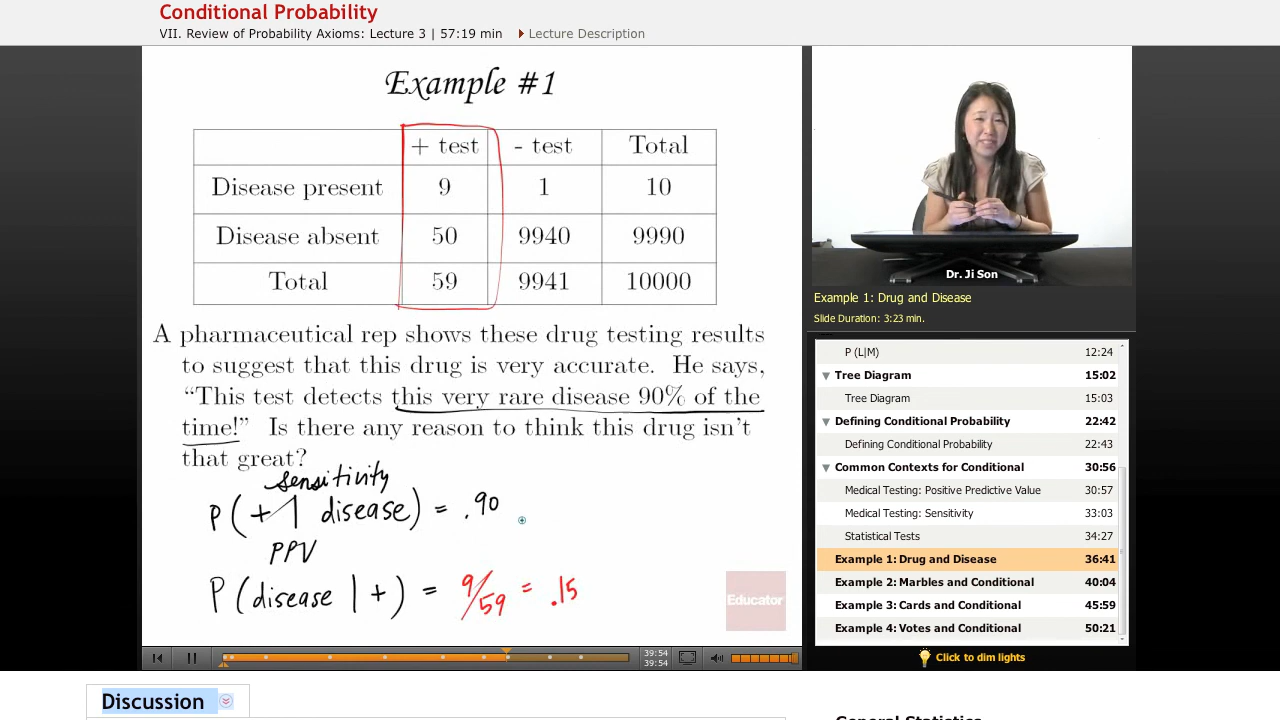 Conditional Probability
VII. Review of Probability Axioms: Lecture 3 | 57:19 min
Lecture Description
Example #1
+ test - test Total
Disease present 9 1 10
Disease absent 50 9940 9990
Total 59 9941 10000
A pharmaceutical rep shows these drug testing results
to suggest that this drug is very accurate. He says,
“This test detects this very rare disease 90% of the
time!” Is there any reason to think this drug isn’t
that great?
sensitivity
P(+ | disease) = .90
PPV
P(disease | +) = 9/59 = .15
Educator
39:54
39:54
Dr. Ji Son
Example 1: Drug and Disease
Slide Duration: 3:23 min.
P (L|M) 12:24
Tree Diagram 15:02
Tree Diagram 15:03
Defining Conditional Probability 22:42
Defining Conditional Probability 22:43
Common Contexts for Conditional 30:56
Medical Testing: Positive Predictive Value 30:57
Medical Testing: Sensitivity 33:03
Statistical Tests 34:27
Example 1: Drug and Disease 36:41
Example 2: Marbles and Conditional 40:04
Example 3: Cards and Conditional 45:59
Example 4: Votes and Conditional 50:21
Click to dim lights
Discussion
General Statistics